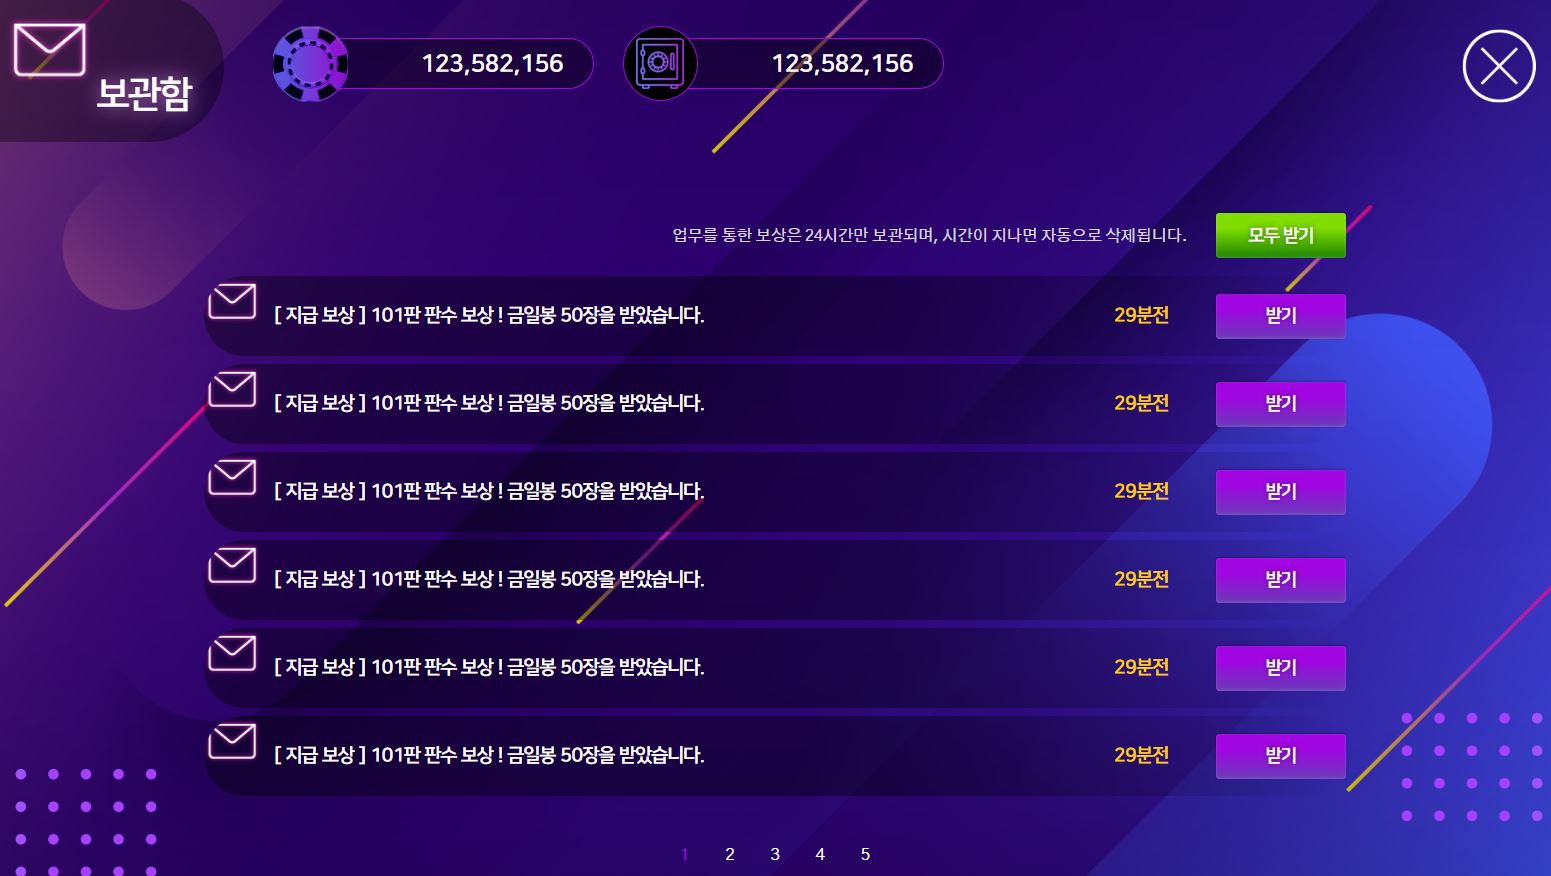 보관함
123,582,156
123,582,156
업무를 통한 보상은 24시간만 보관되며, 시간이 지나면 자동으로 삭제됩니다.
모두 받기
[ 지급 보상 ] 101판 판수 보상 ! 금일봉 50장을 받았습니다. 29분전 받기
[ 지급 보상 ] 101판 판수 보상 ! 금일봉 50장을 받았습니다. 29분전 받기
[ 지급 보상 ] 101판 판수 보상 ! 금일봉 50장을 받았습니다. 29분전 받기
[ 지급 보상 ] 101판 판수 보상 ! 금일봉 50장을 받았습니다. 29분전 받기
[ 지급 보상 ] 101판 판수 보상 ! 금일봉 50장을 받았습니다. 29분전 받기
[ 지급 보상 ] 101판 판수 보상 ! 금일봉 50장을 받았습니다. 29분전 받기
1 2 3 4 5